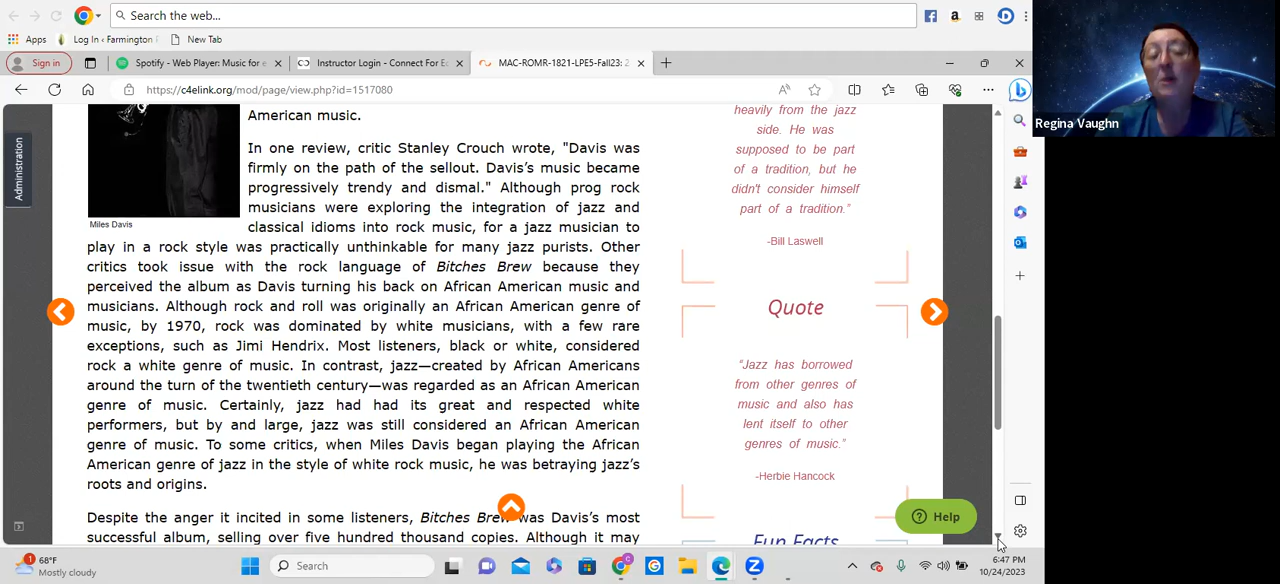 Search the web...
Apps
Log In ‹ Farmington
New Tab
Sign in
Spotify - Web Player: Music for e
Instructor Login - Connect For Ed
MAC-ROMR-1821-LPE5-Fall23: 2
https://c4elink.org/mod/page/view.php?id=1517080
Regina Vaughn
Administration
American music.
In one review, critic Stanley Crouch wrote, "Davis was
firmly on the path of the sellout. Davis's music became
progressively trendy and dismal." Although prog rock
musicians were exploring the integration of jazz and
Miles Davis
classical idioms into rock music, for a jazz musician to
play in a rock style was practically unthinkable for many jazz purists. Other
critics took issue with the rock language of Bitches Brew because they
perceived the album as Davis turning his back on African American music and
musicians. Although rock and roll was originally an African American genre of
music, by 1970, rock was dominated by white musicians, with a few rare
exceptions, such as Jimi Hendrix. Most listeners, black or white, considered
rock a white genre of music. In contrast, jazz—created by African Americans
around the turn of the twentieth century—was regarded as an African American
genre of music. Certainly, jazz had had its great and respected white
performers, but by and large, jazz was still considered an African American
genre of music. To some critics, when Miles Davis began playing the African
American genre of jazz in the style of white rock music, he was betraying jazz's
roots and origins.
Despite the anger it incited in some listeners, Bitches Brew was Davis's most
successful album, selling over five hundred thousand copies. Although it may
heavily from the jazz
side. He was
supposed to be part
of a tradition, but he
didn't consider himself
part of a tradition."
-Bill Laswell
Quote
"Jazz has borrowed
from other genres of
music and also has
lent itself to other
genres of music."
-Herbie Hancock
Fun Facts
Help
1
68°F
Mostly cloudy
Search
6:47 PM
10/24/2023